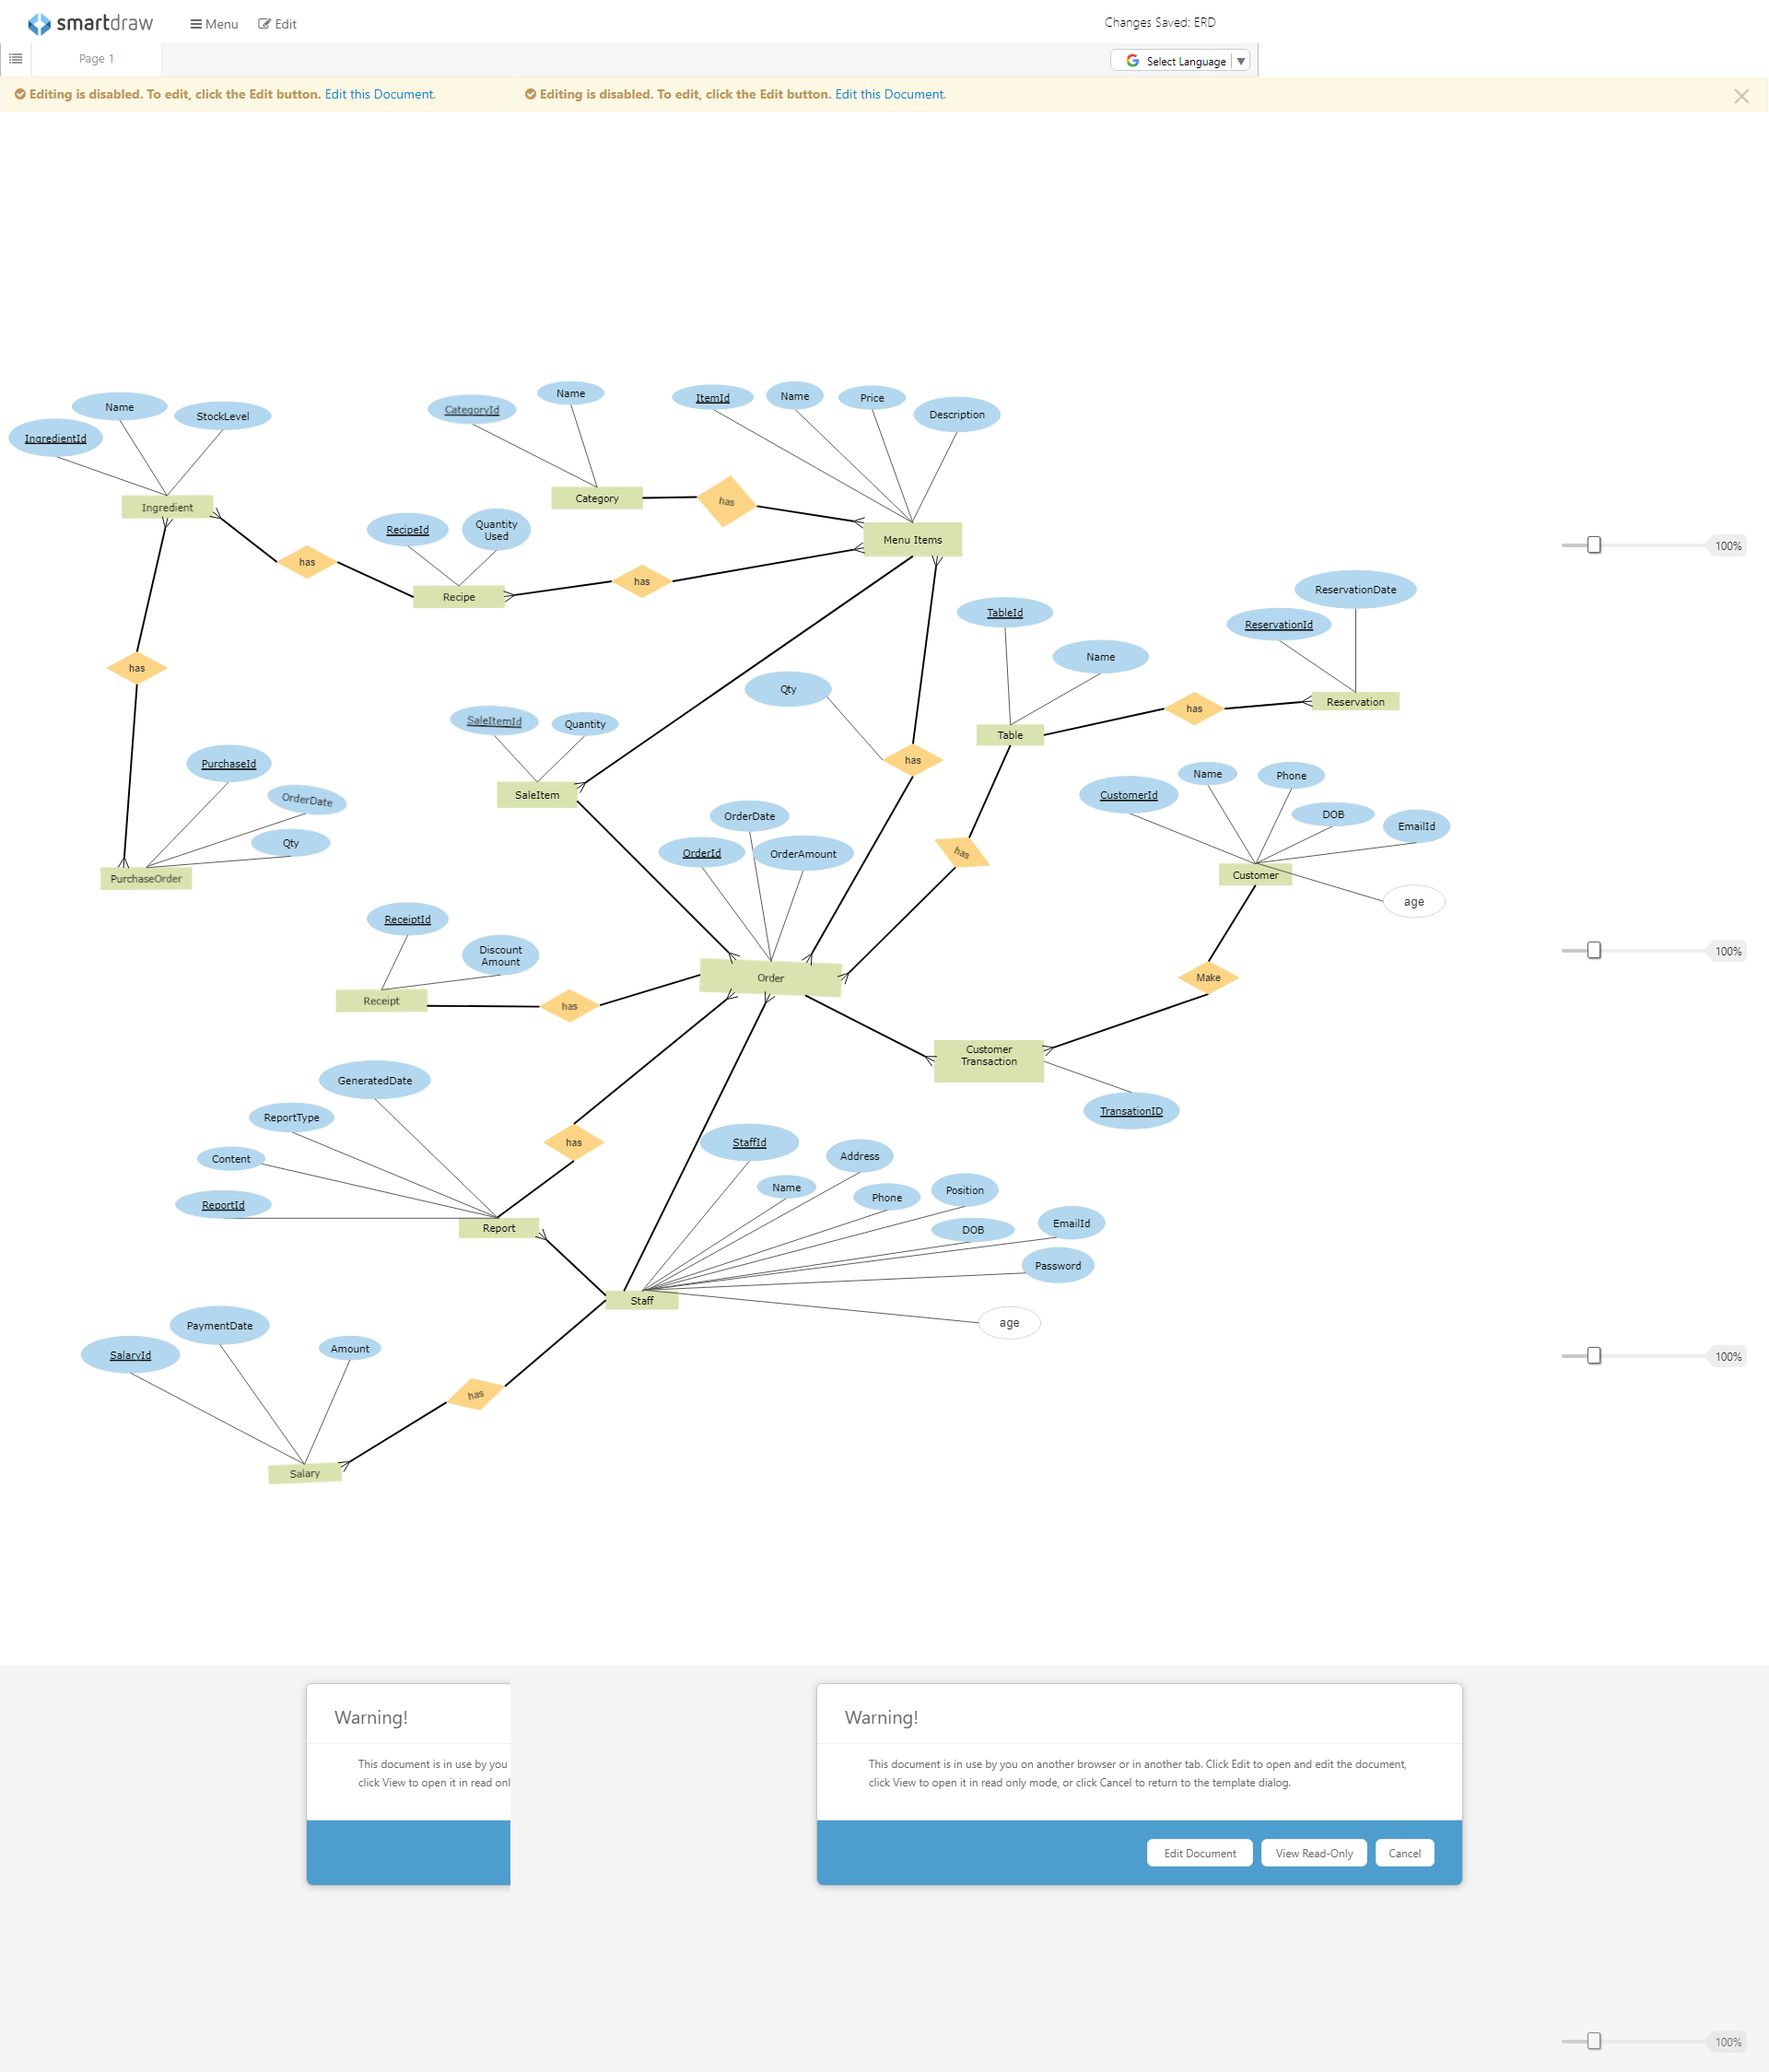 smartdraw
Menu
Edit
Changes Saved: ERD
Page 1
Select Language
Editing is disabled. To edit, click the Edit button. Edit this Document.
Editing is disabled. To edit, click the Edit button. Edit this Document.
IngredientId
Name
StockLevel
Ingredient
CategoryId
Name
Category
has
ItemId
Name
Price
Description
Menu Items
has
RecipeId
Quantity
Used
Recipe
has
100%
has
TableId
Name
Table
has
ReservationId
ReservationDate
Reservation
Qty
has
SaleItemId
Quantity
SaleItem
PurchaseId
OrderDate
Qty
PurchaseOrder
OrderId
OrderDate
OrderAmount
Order
has
CustomerId
Name
Phone
DOB
EmailId
Customer
age
ReceiptId
Discount
Amount
Receipt
has
100%
Make
Customer
Transaction
TransationID
GeneratedDate
ReportType
Content
ReportId
Report
has
StaffId
Name
Address
Phone
Position
DOB
EmailId
Password
Staff
age
SalaryId
PaymentDate
Amount
Salary
has
100%
Warning!
This document is in use by you
click View to open it in read onl
Warning!
This document is in use by you on another browser or in another tab. Click Edit to open and edit the document,
click View to open it in read only mode, or click Cancel to return to the template dialog.
Edit Document
View Read-Only
Cancel
100%